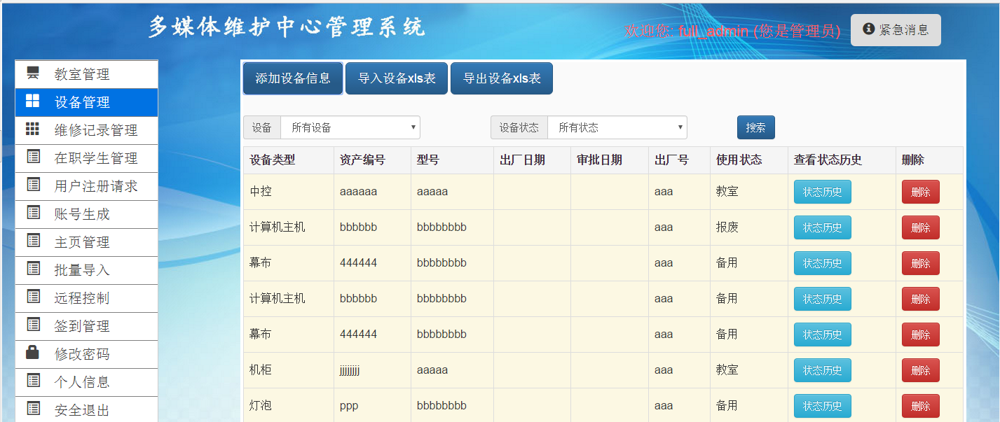 多媒体维护中心管理系统
欢迎您: full_admin (您是管理员)
紧急消息
教室管理
设备管理
维修记录管理
在职学生管理
用户注册请求
账号生成
主页管理
批量导入
远程控制
签到管理
修改密码
个人信息
安全退出
添加设备信息 导入设备xls表 导出设备xls表
设备 所有设备 设备状态 所有状态 搜索
设备类型 资产编号 型号 出厂日期 审批日期 出厂号 使用状态 查看状态历史 删除
中控 aaaaaa aaaaa aaa 教室 状态历史 删除
计算机主机 bbbbbb bbbbbbbb aaa 报废 状态历史 删除
幕布 444444 bbbbbbbb aaa 备用 状态历史 删除
计算机主机 bbbbbb bbbbbbbb aaa 备用 状态历史 删除
幕布 444444 bbbbbbbb aaa 备用 状态历史 删除
机柜 jjjjjjjj aaaaa aaa 教室 状态历史 删除
灯泡 ppp bbbbbbbb aaa 备用 状态历史 删除